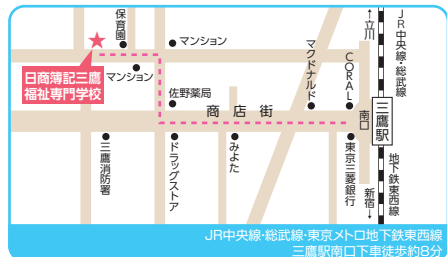 保育園
マンション
マンション
日商簿記三鷹
福祉専門学校
佐野薬局
商店街
マクドナルド
CORAL
南口
三鷹駅
←立川
JR中央線・総武線
三鷹消防署
ドラッグストア
みよた
東京三菱銀行
新宿→
地下鉄東西線
JR中央線・総武線・東京メトロ地下鉄東西線
三鷹駅南口下車徒歩約8分